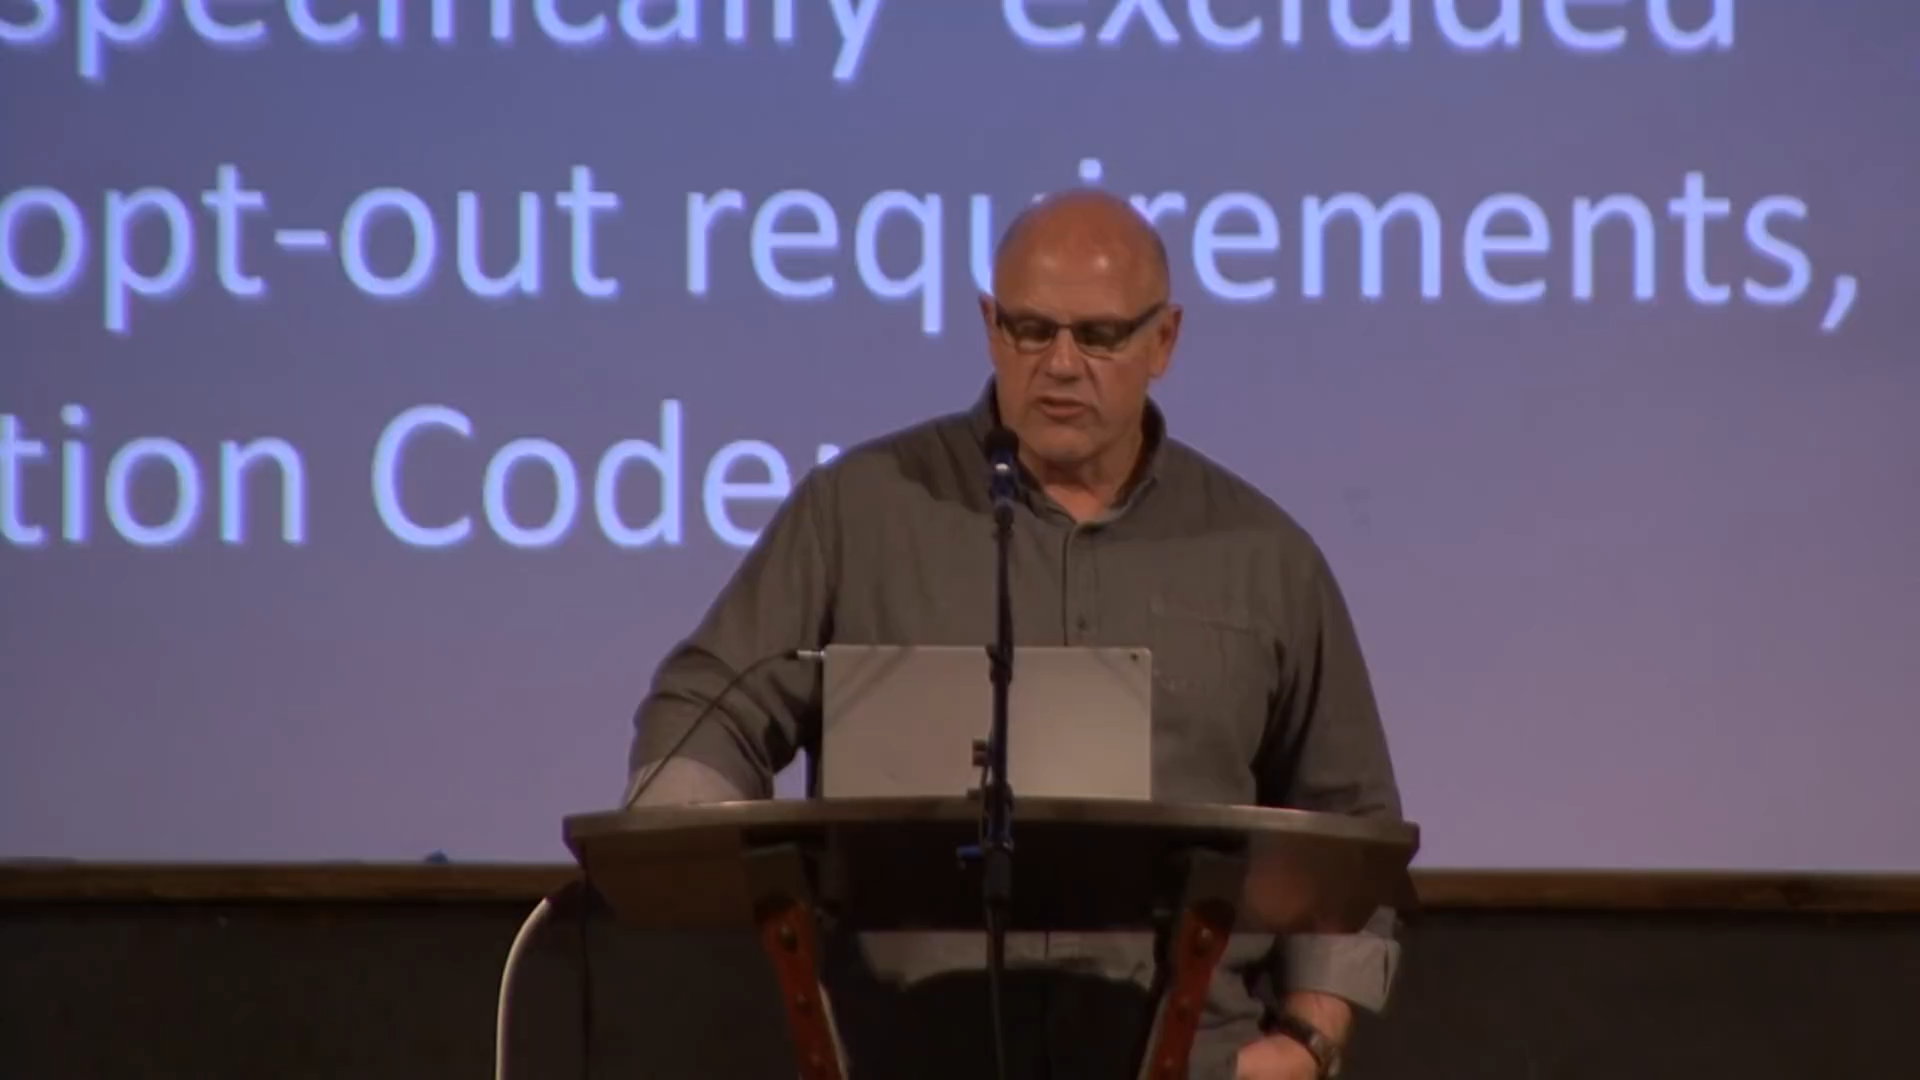 specifically excluded
opt-out requirements,
tion Code